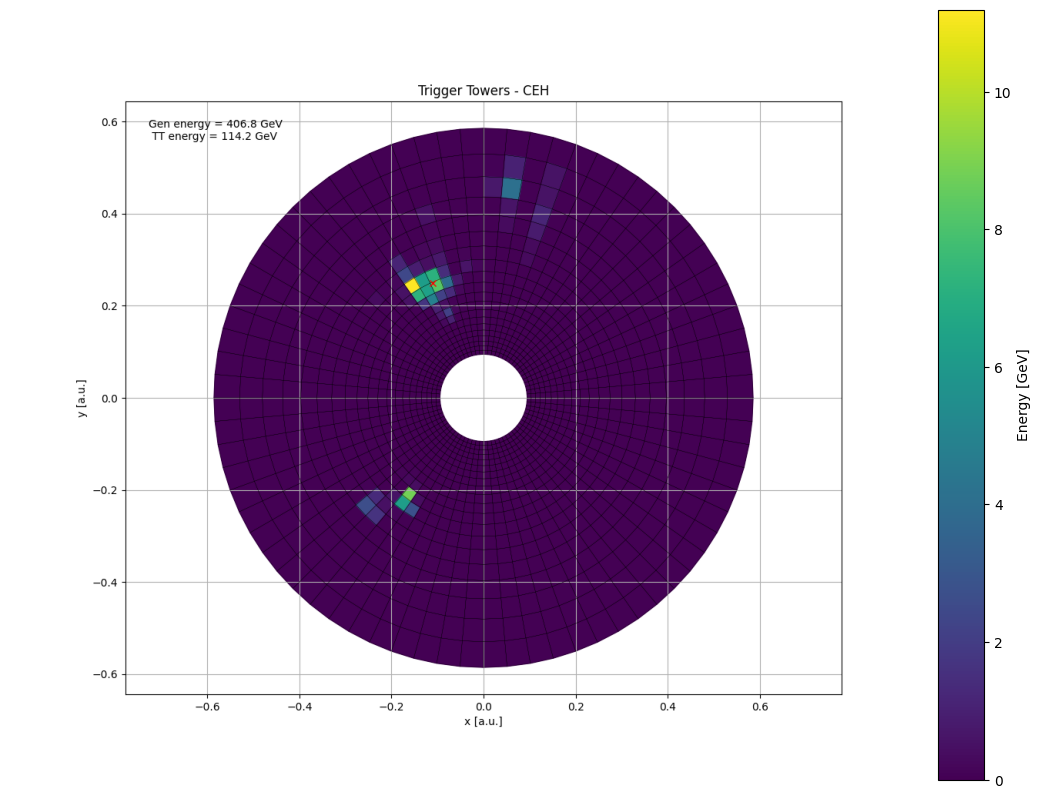 Trigger Towers - CEH
Gen energy = 406.8 GeV
TT energy = 114.2 GeV
0.6
0.4
0.2
0.0
−0.2
−0.4
−0.6
y [a.u.]
−0.6 −0.4 −0.2 0.0 0.2 0.4 0.6
x [a.u.]
10
8
6
4
2
0
Energy [GeV]